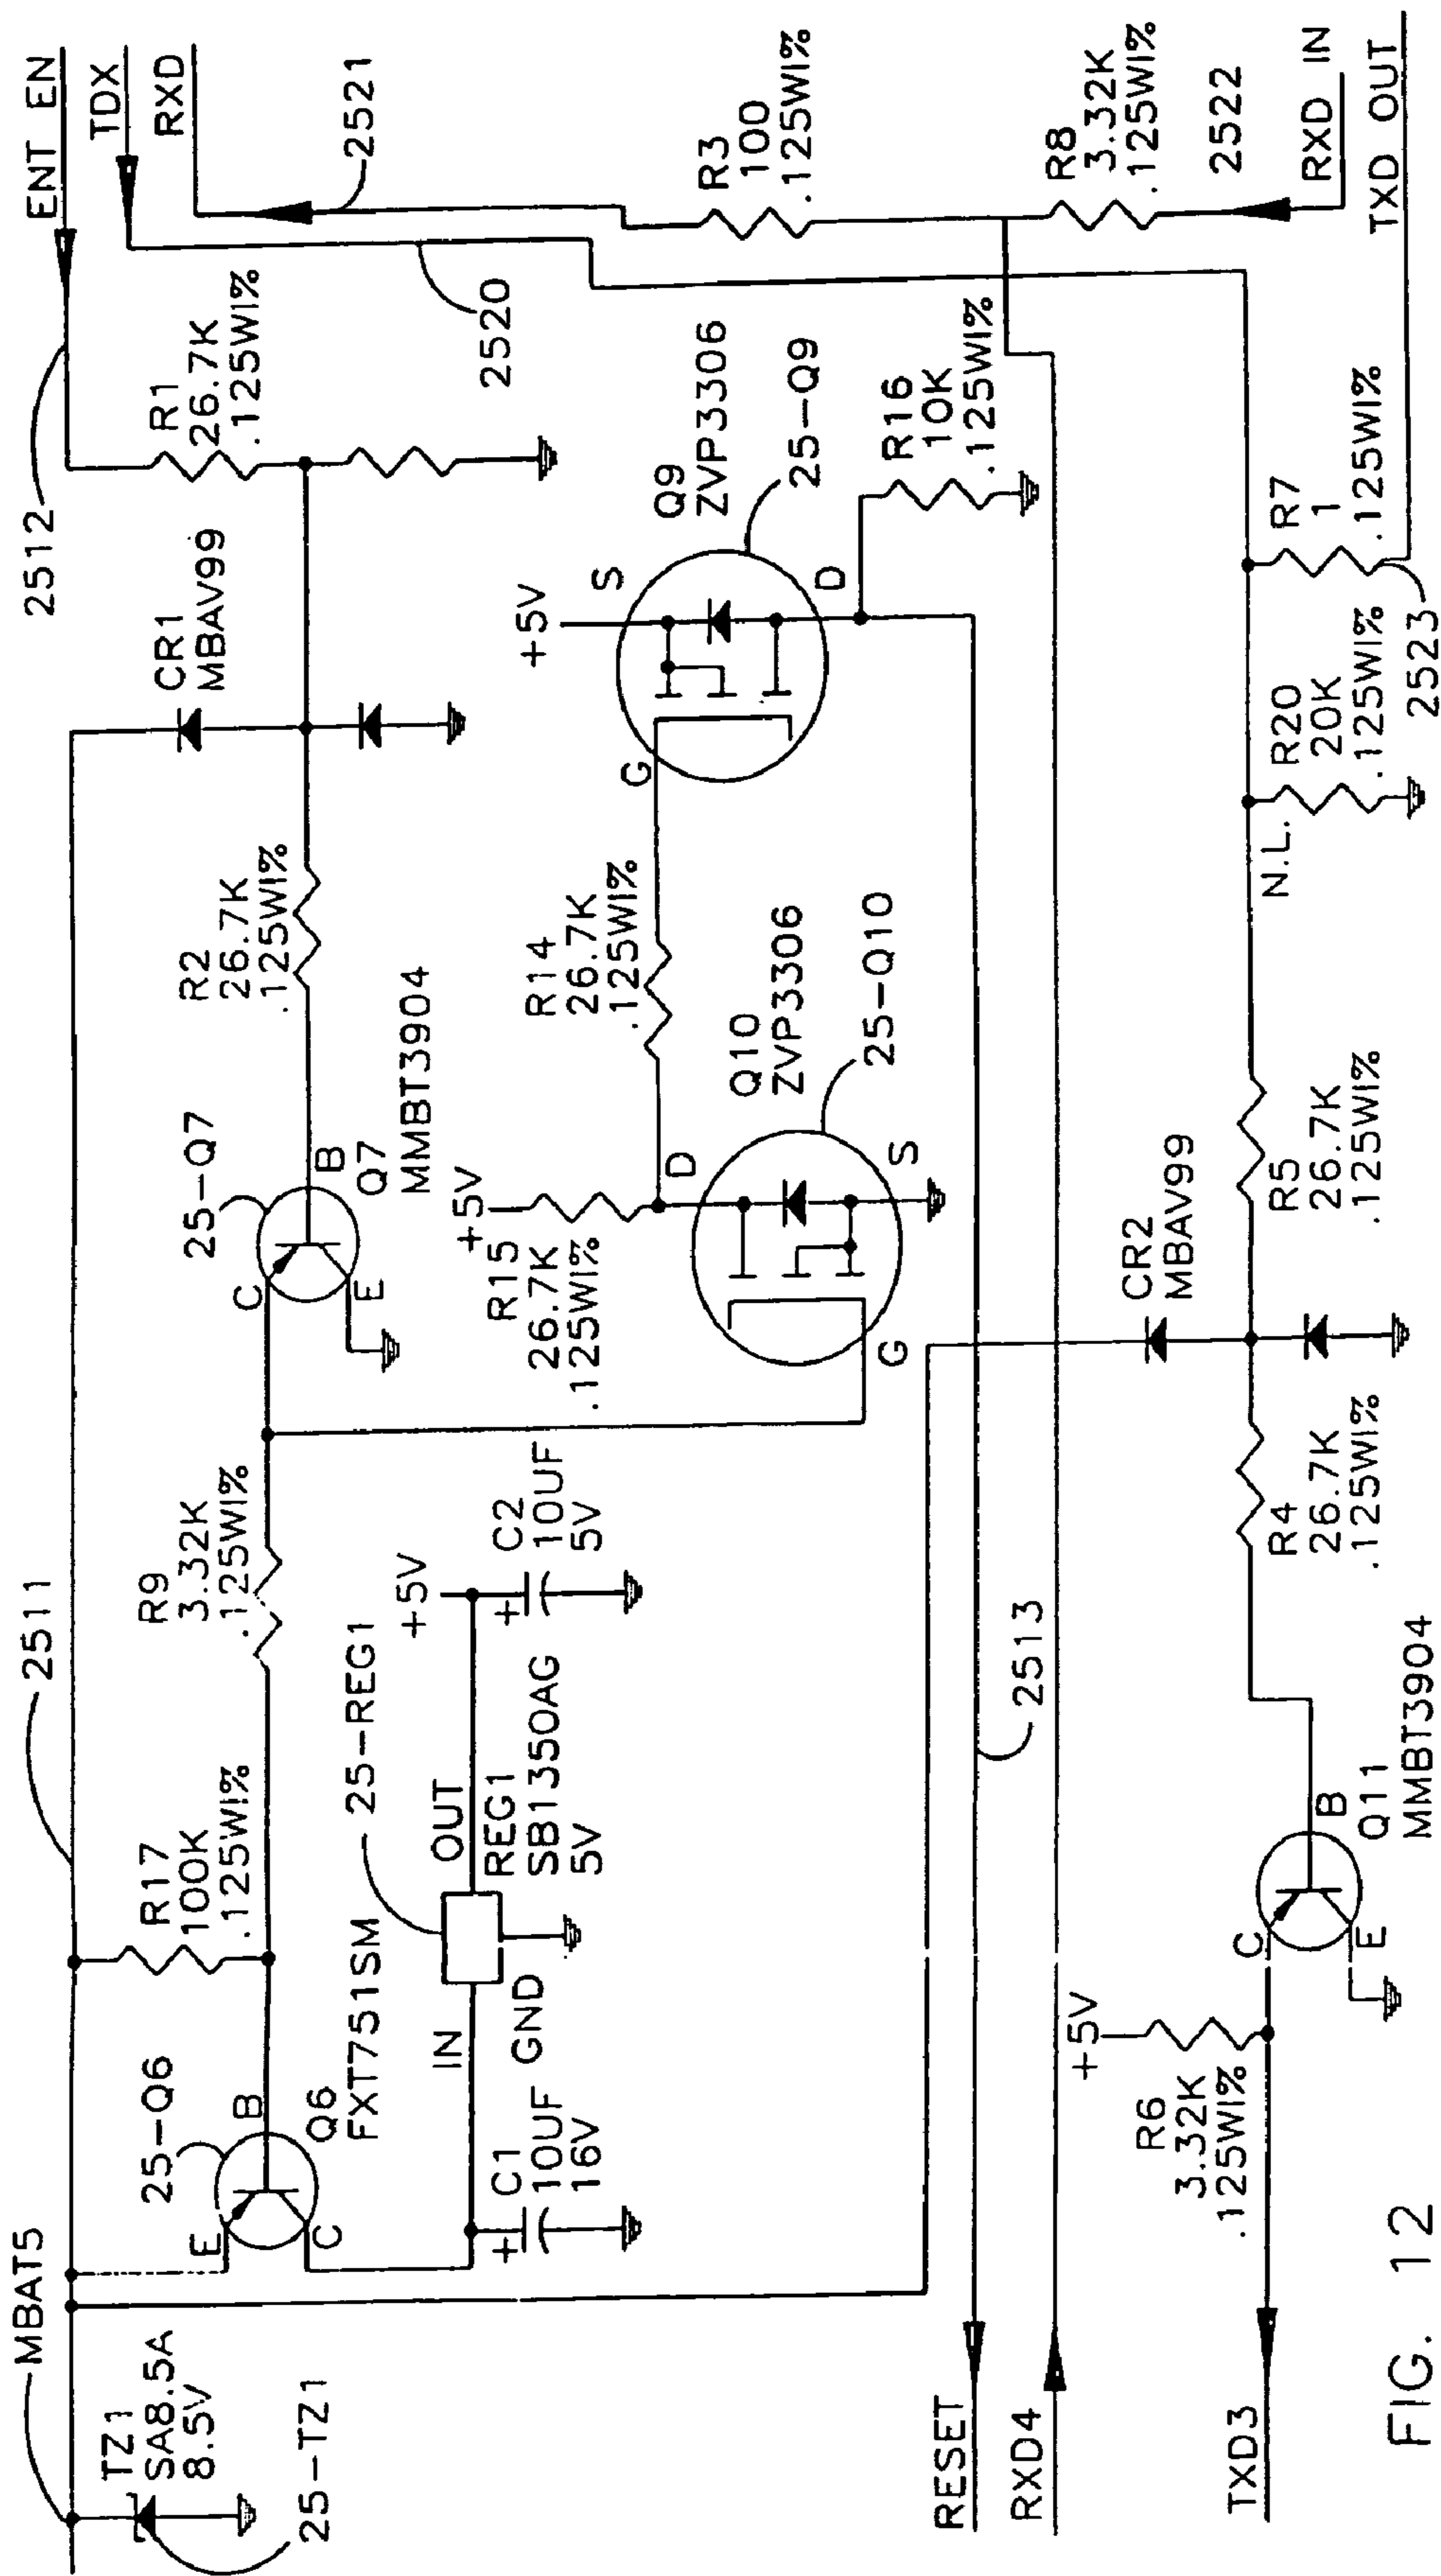 MBAT5
2511
2512
ENT EN
TDX
RXD
2521
2520
TZ1
SA8.5A
8.5V
25-TZ1
25-Q6
E
B
C
Q6
FXT751SM
R17
100K
.125W1%
R9
3.32K
.125W1%
25-Q7
C
B
E
Q7
MMBT3904
R2
26.7K
.125W1%
CR1
MBAV99
R1
26.7K
.125W1%
C1
10UF
16V
+
IN
OUT
GND
25-REG1
REG1
SB1350AG
5V
+5V
+
C2
10UF
5V
+5V
R15
26.7K
.125W1%
D
G
S
Q10
ZVP3306
25-Q10
R14
26.7K
.125W1%
+5V
S
G
D
Q9
ZVP3306
25-Q9
R16
10K
.125W1%
R3
100
.125W1%
R8
3.32K
.125W1%
2522
RXD IN
TXD OUT
RESET
RXD4
2513
TXD3
+5V
R6
3.32K
.125W1%
C
B
E
Q11
MMBT3904
R4
26.7K
.125W1%
CR2
MBAV99
R5
26.7K
.125W1%
N.L.
R20
20K
.125W1%
R7
1
.125W1%
2523
FIG. 12